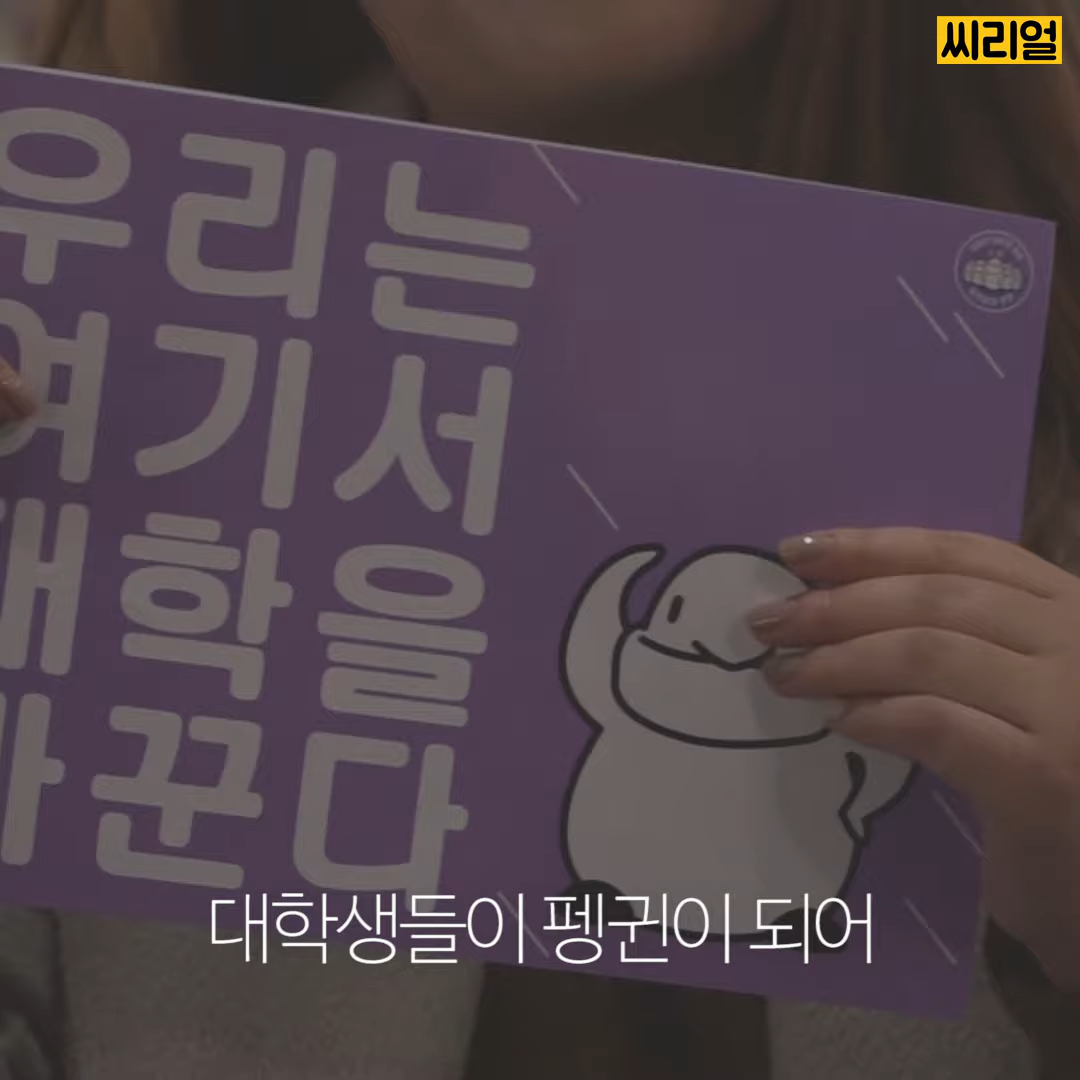 씨리얼
우리는
여기서
대학을
바꾼다
대학생들이 펭귄이 되어